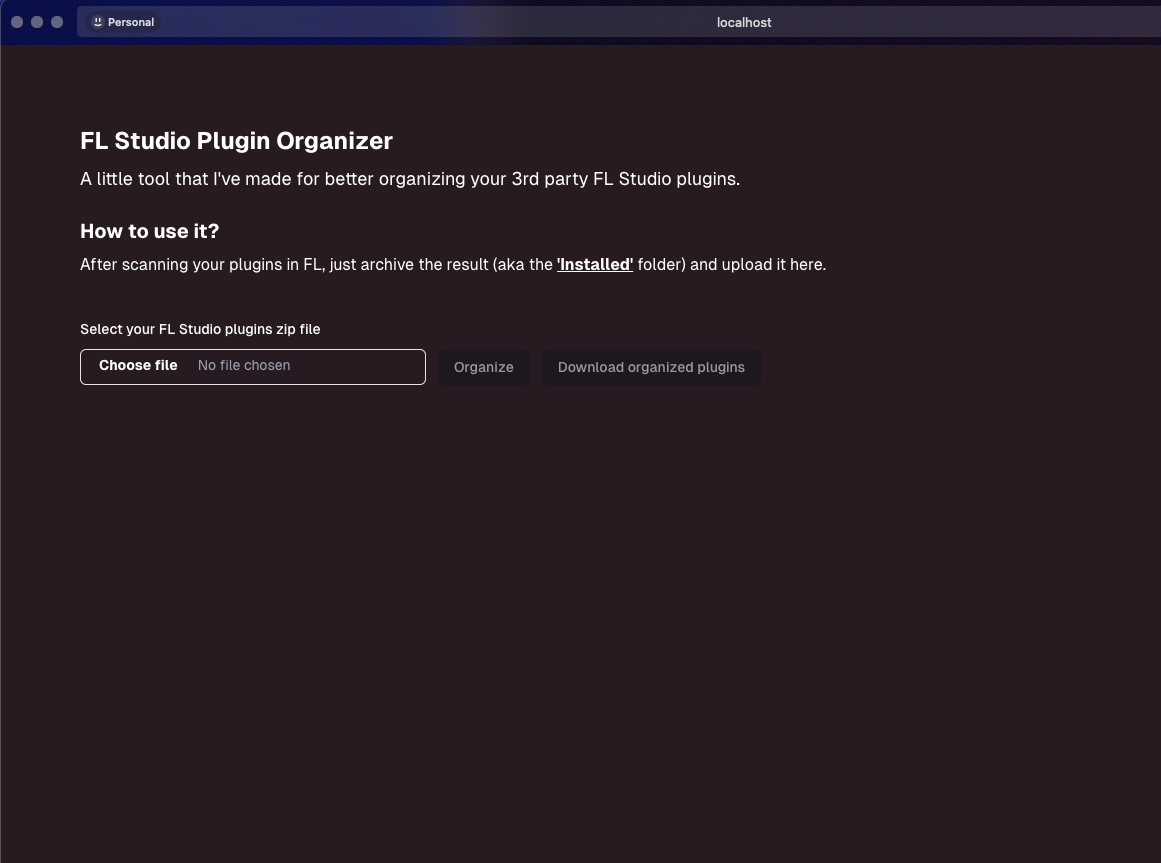 Personal
localhost
FL Studio Plugin Organizer
A little tool that I've made for better organizing your 3rd party FL Studio plugins.
How to use it?
After scanning your plugins in FL, just archive the result (aka the 'Installed' folder) and upload it here.
Select your FL Studio plugins zip file
Choose file No file chosen Organize Download organized plugins